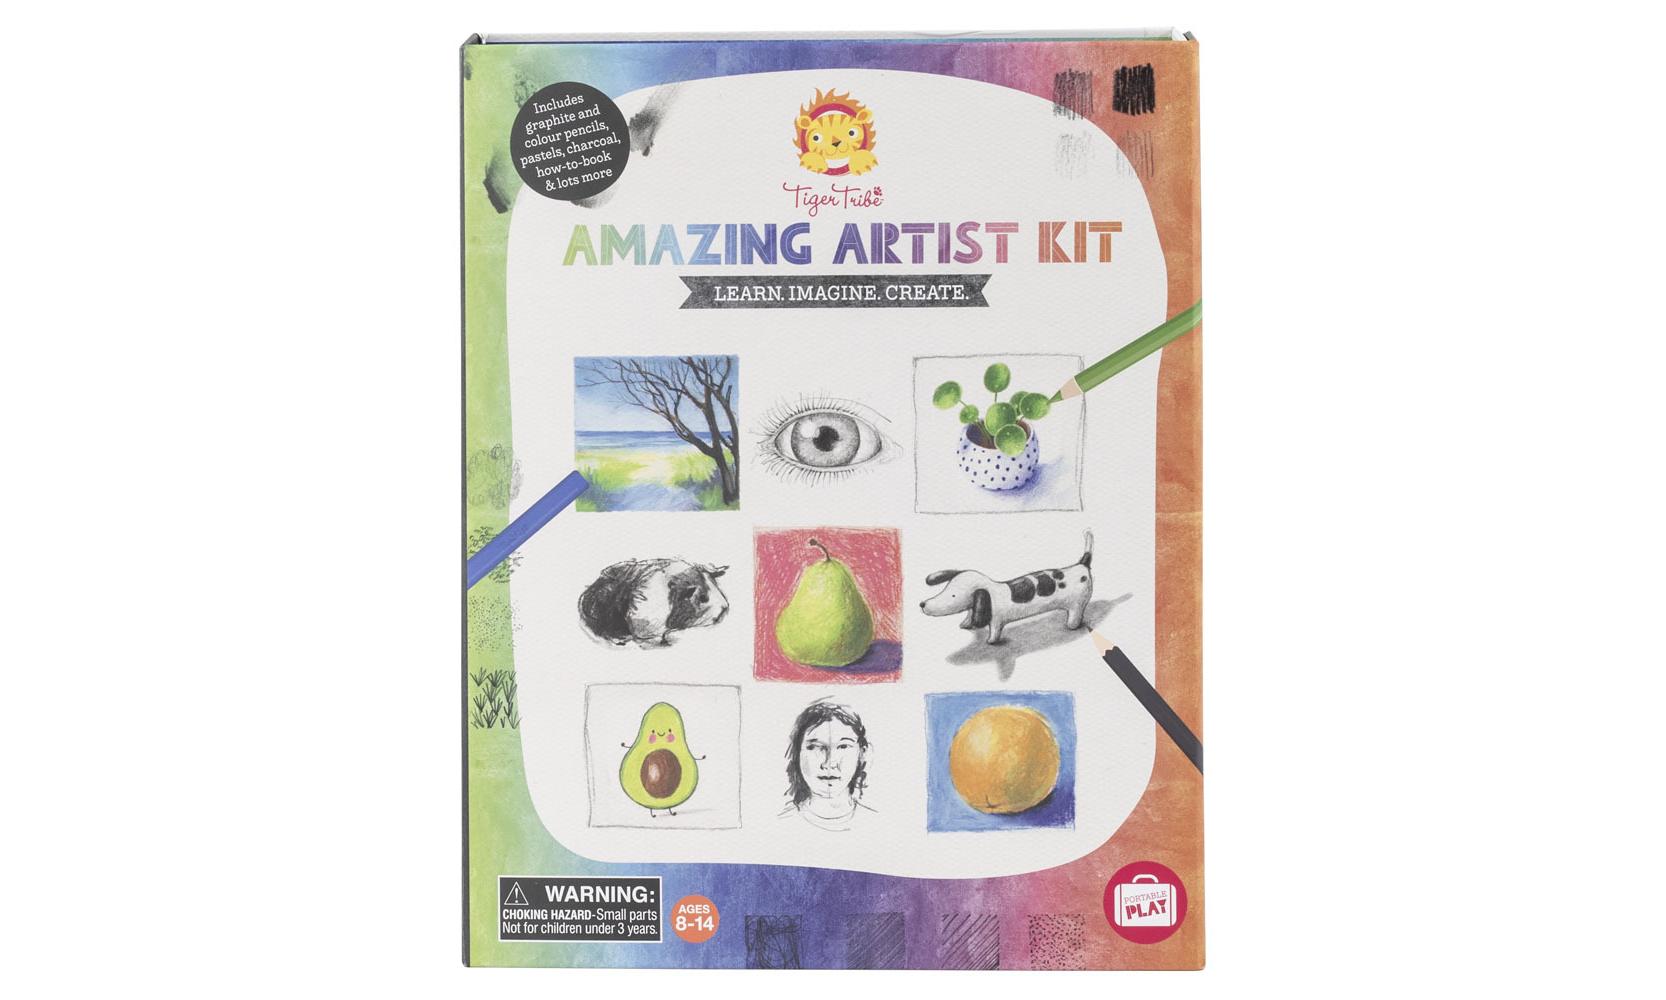 Includes
graphite and
colour pencils,
pastels, charcoal,
how-to-book
& lots more
Tiger Tribe
AMAZING ARTIST KIT
LEARN. IMAGINE. CREATE.
WARNING:
CHOKING HAZARD-Small parts
Not for children under 3 years.
AGES
8-14
PORTABLE
PLAY